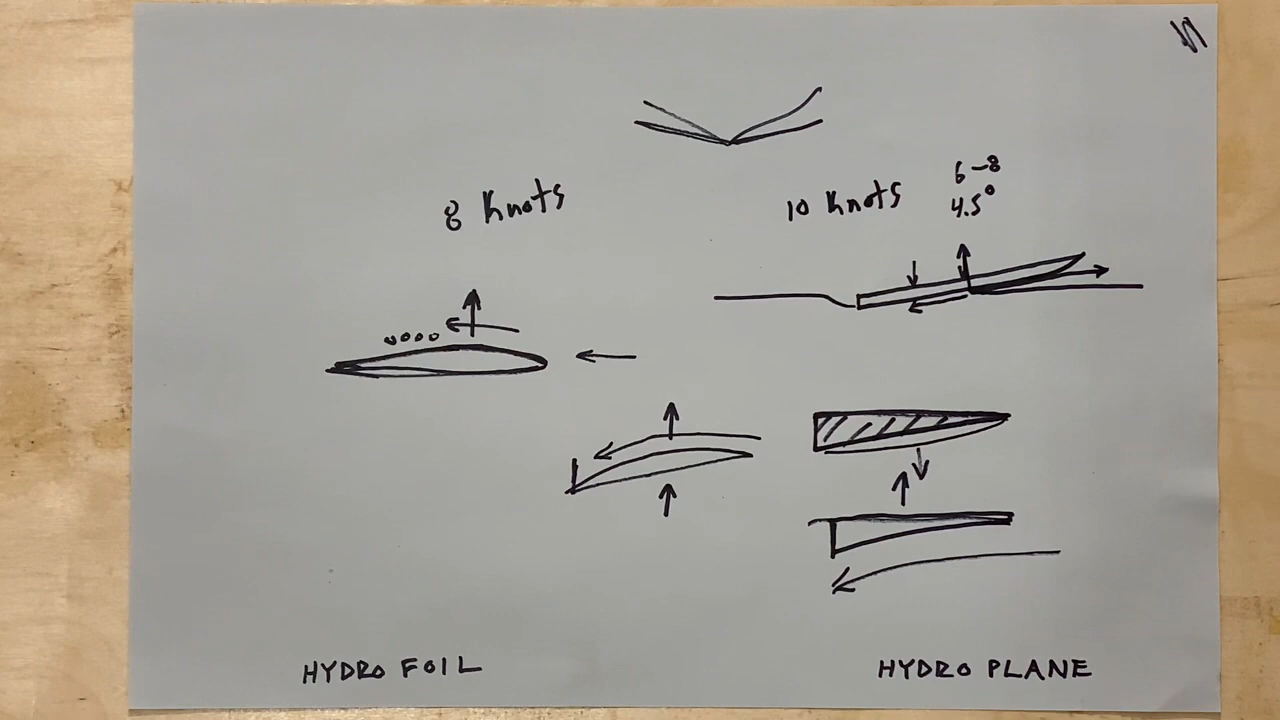 8 Knots
10 Knots
6-8
4.5°
HYDRO FOIL
HYDRO PLANE